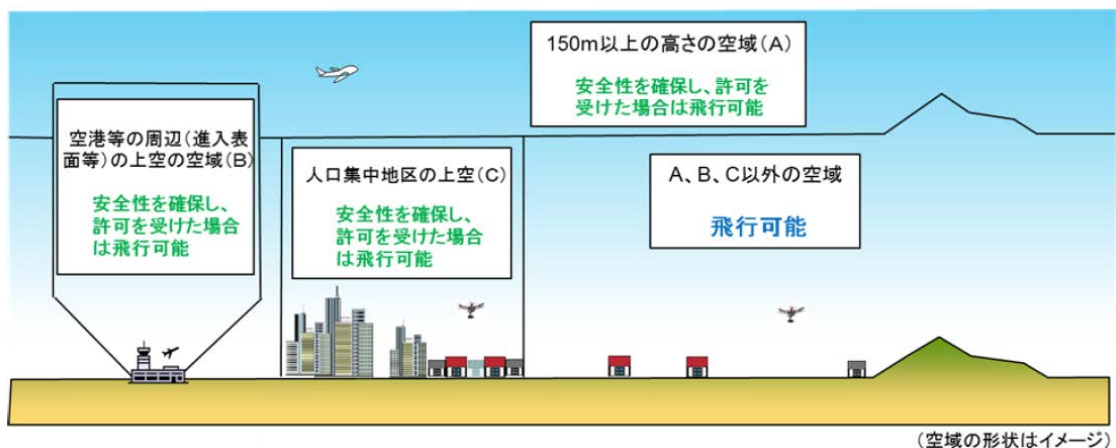 150m以上の高さの空域(A)
安全性を確保し、許可を
受けた場合は飛行可能
空港等の周辺(進入表
面等)の上空の空域(B)
安全性を確保し、
許可を受けた場合
は飛行可能
人口集中地区の上空(C)
安全性を確保し、
許可を受けた場合
は飛行可能
A、B、C以外の空域
飛行可能
(空域の形状はイメージ)